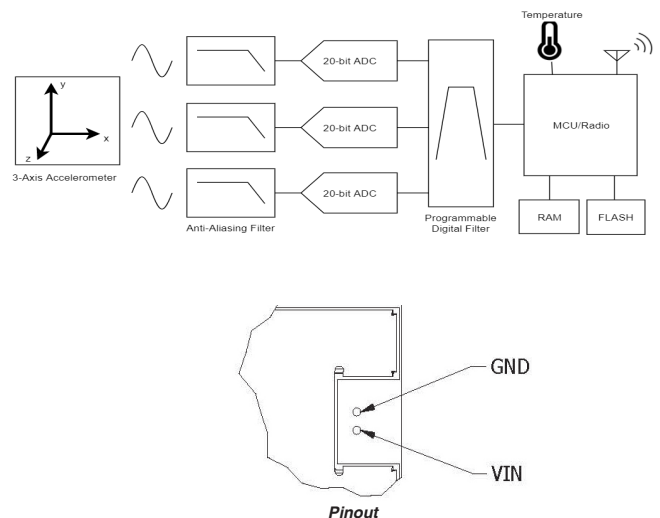 Temperature
y
x
z
3-Axis Accelerometer
20-bit ADC
20-bit ADC
20-bit ADC
Anti-Aliasing Filter
Programmable
Digital Filter
MCU/Radio
RAM
FLASH
GND
VIN
Pinout